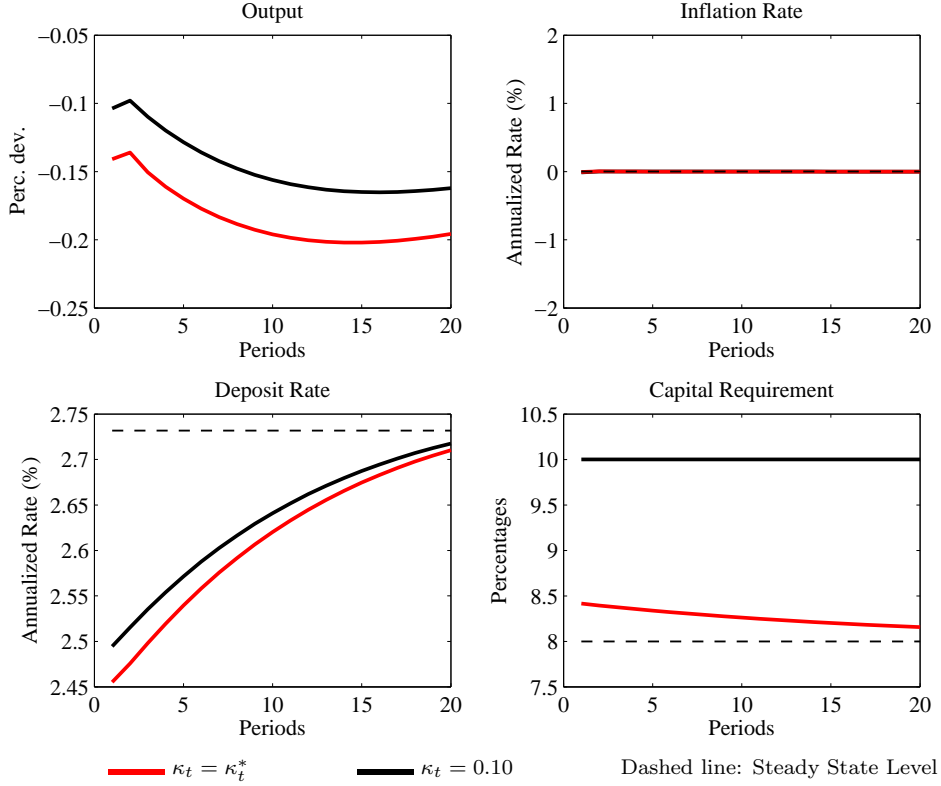 Output
Inflation Rate
Perc. dev.
−0.05
−0.1
−0.15
−0.2
−0.25
0 5 10 15 20
Periods
Annualized Rate (%)
2
1
0
−1
−2
0 5 10 15 20
Periods
Deposit Rate
Capital Requirement
Annualized Rate (%)
2.75
2.7
2.65
2.6
2.55
2.5
2.45
0 5 10 15 20
Periods
Percentages
10.5
10
9.5
9
8.5
8
7.5
0 5 10 15 20
Periods
κₜ = κₜ*
κₜ = 0.10
Dashed line: Steady State Level